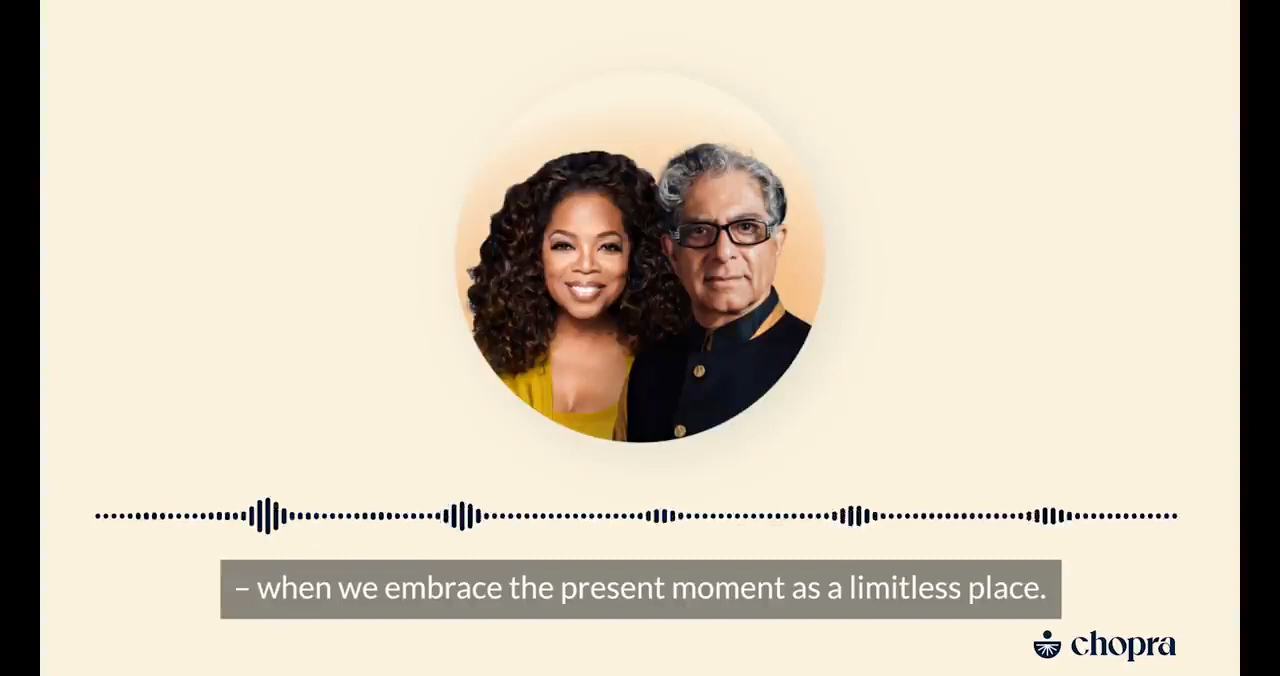 – when we embrace the present moment as a limitless place.
chopra